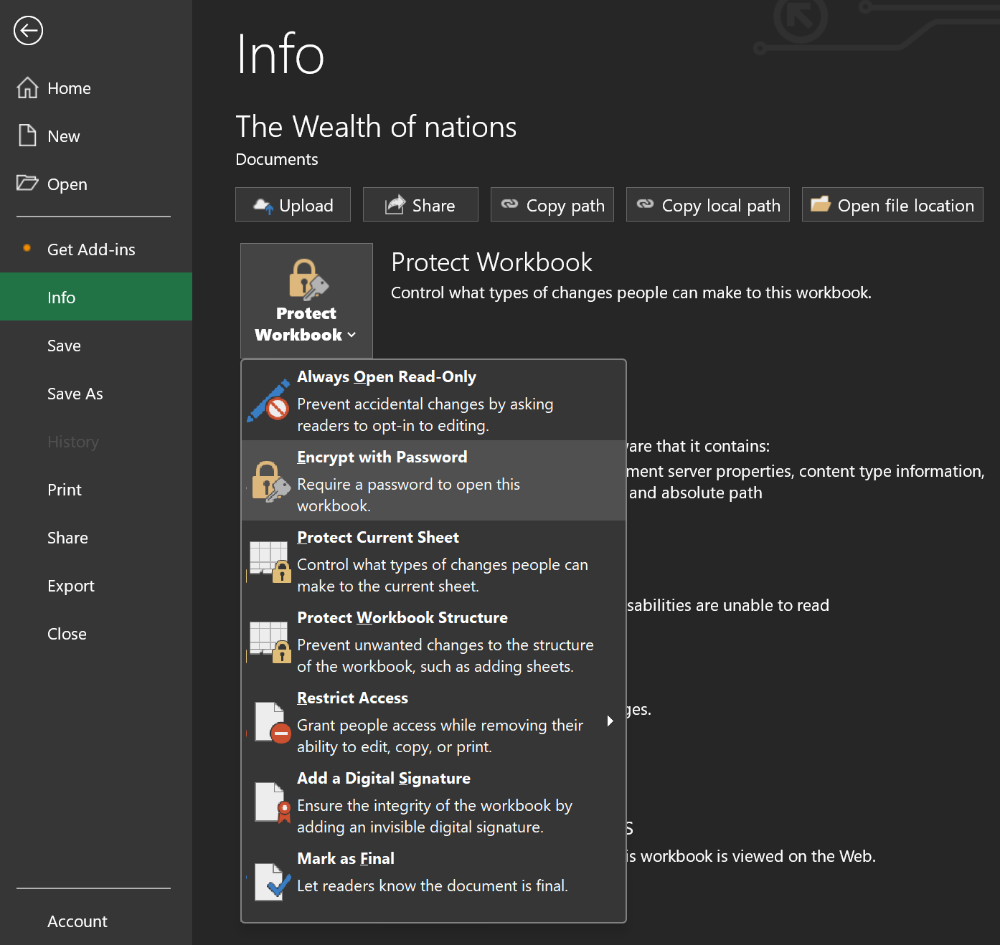 Info
Home
New
Open
Get Add-ins
Info
Save
Save As
History
Print
Share
Export
Close
Account
The Wealth of nations
Documents
Upload
Share
Copy path
Copy local path
Open file location
Protect
Workbook
Protect Workbook
Control what types of changes people can make to this workbook.
Always Open Read-Only
Prevent accidental changes by asking
readers to opt-in to editing.
Encrypt with Password
Require a password to open this
workbook.
Protect Current Sheet
Control what types of changes people can
make to the current sheet.
Protect Workbook Structure
Prevent unwanted changes to the structure
of the workbook, such as adding sheets.
Restrict Access
Grant people access while removing their
ability to edit, copy, or print.
Add a Digital Signature
Ensure the integrity of the workbook by
adding an invisible digital signature.
Mark as Final
Let readers know the document is final.
that it contains:
server properties, content type information,
and absolute path
are unable to read
workbook is viewed on the Web.